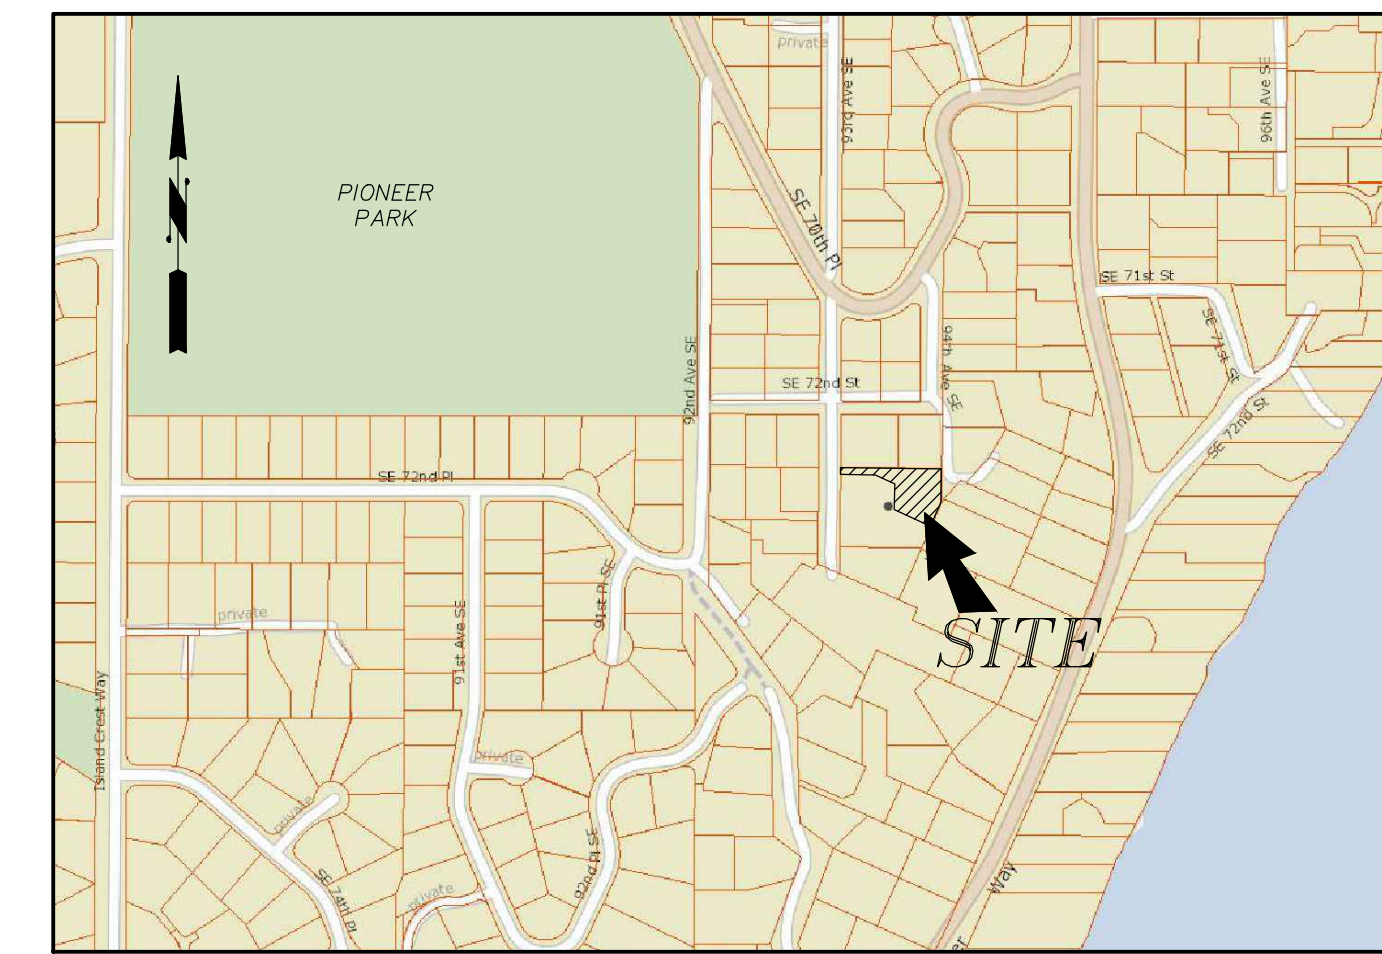 private
93rd Ave SE
96th Ave SE
N
PIONEER
PARK
SE 70th Pl
SE 71st St
SE 71st St
92nd Ave SE
94th Ave SE
SE 72nd St
SE 72nd St
SE 72nd Pl
91st Pl SE
91st Ave SE
private
SITE
Island Crest Way
private
private
92nd Pl SE
SE 74th Pl
private
Way
er